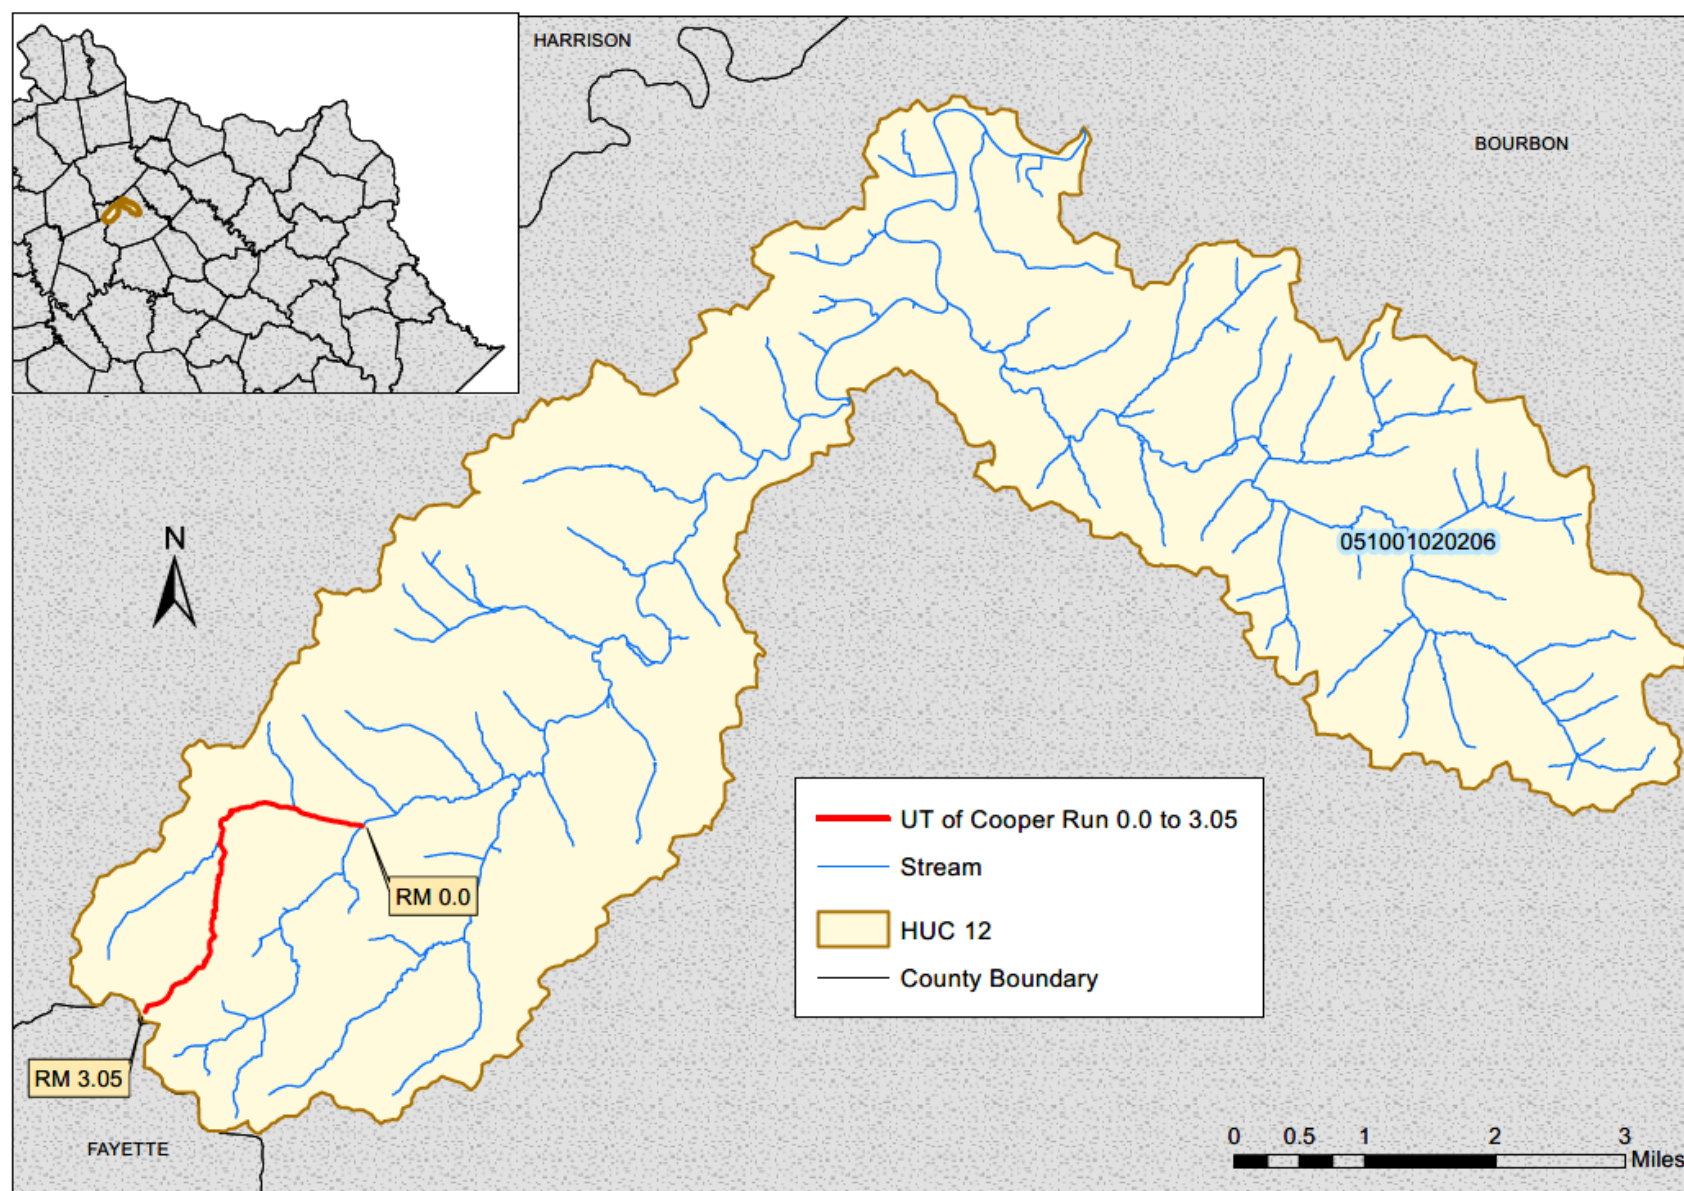 HARRISON
BOURBON
N
051001020206
UT of Cooper Run 0.0 to 3.05
Stream
RM 0.0
HUC 12
County Boundary
RM 3.05
FAYETTE
0 0.5 1 2 3
Miles